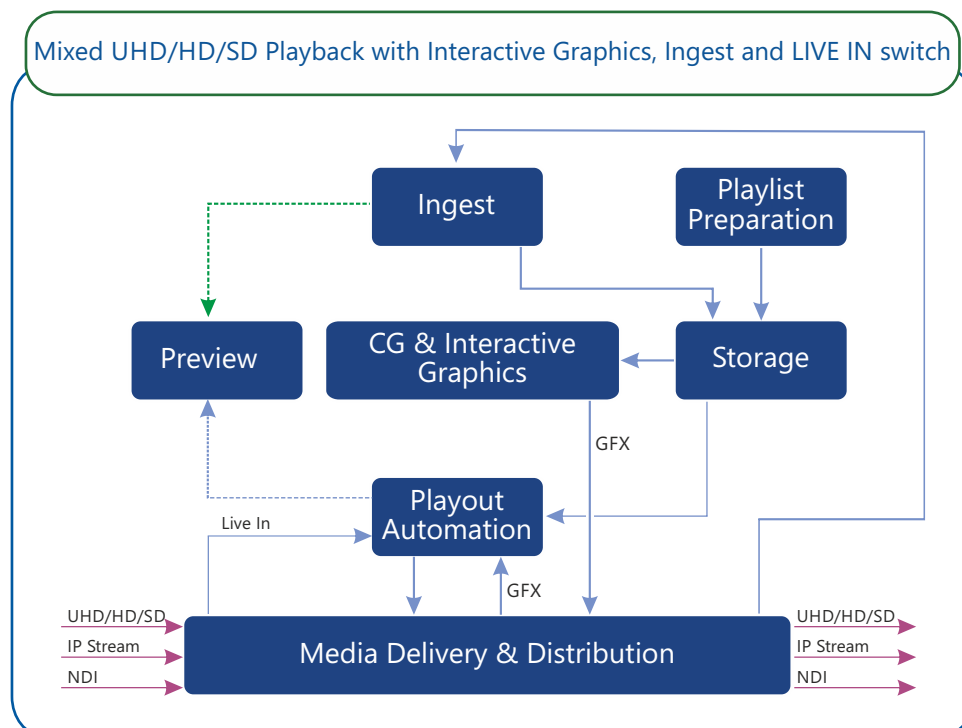 Mixed UHD/HD/SD Playback with Interactive Graphics, Ingest and LIVE IN switch
Ingest
Playlist
Preparation
Preview
CG & Interactive
Graphics
Storage
GFX
Playout
Automation
Live In
GFX
UHD/HD/SD
IP Stream
NDI
Media Delivery & Distribution
UHD/HD/SD
IP Stream
NDI